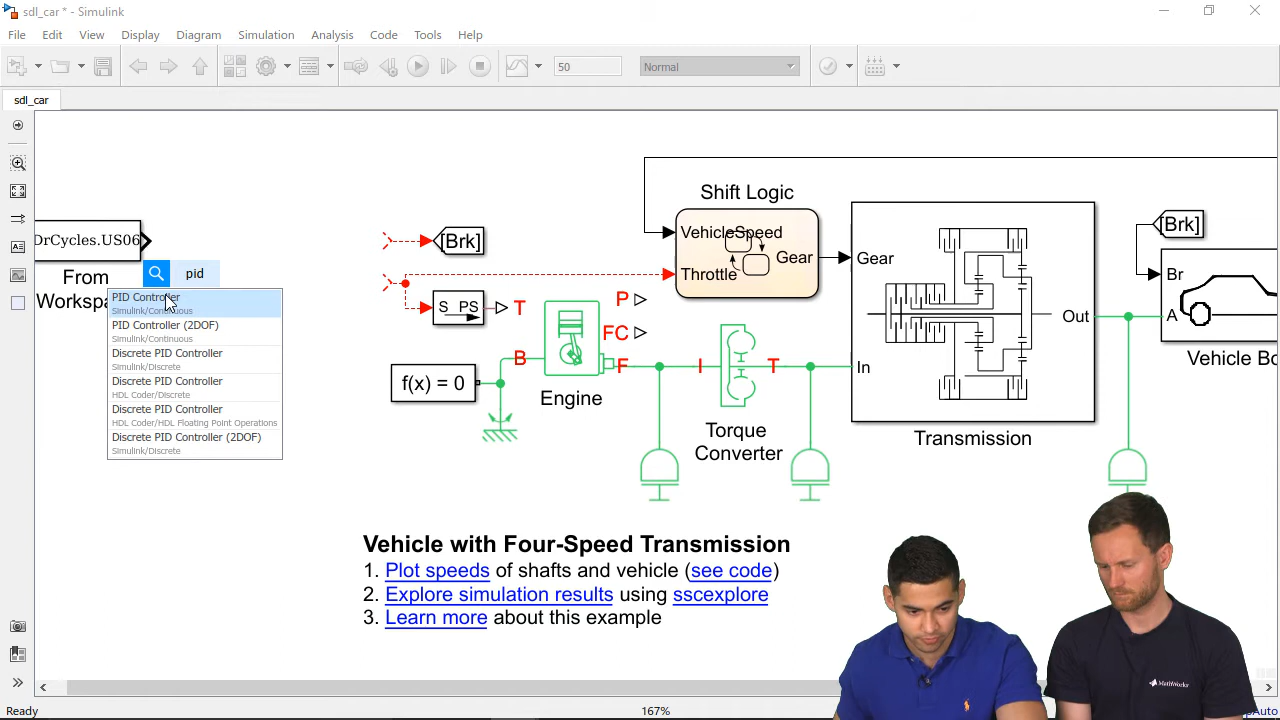 sdl_car * - Simulink
File Edit View Display Diagram Simulation Analysis Code Tools Help
50 Normal
sdl_car
Shift Logic
VehicleSpeed
Throttle
Gear
[Brk]
[Brk]
DrCycles.US06
From
Workspa
pid
PID Controller
Simulink/Continuous
PID Controller (2DOF)
Simulink/Continuous
Discrete PID Controller
Simulink/Discrete
Discrete PID Controller
HDL Coder/Discrete
Discrete PID Controller
HDL Coder/HDL Floating Point Operations
Discrete PID Controller (2DOF)
Simulink/Discrete
S PS
T
P
FC
B
F
f(x) = 0
Engine
I
T
Torque
Converter
Gear
In
Out
Transmission
Br
A
Vehicle Bo
Vehicle with Four-Speed Transmission
1. Plot speeds of shafts and vehicle (see code)
2. Explore simulation results using sscexplore
3. Learn more about this example
MathWorks
Ready
167%
Auto